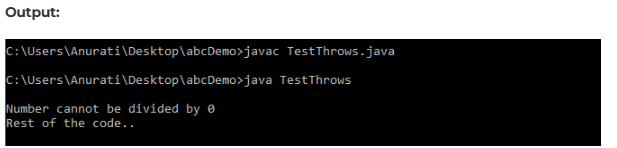 Output:
C:\Users\Anurati\Desktop\abcDemo>javac TestThrows.java
C:\Users\Anurati\Desktop\abcDemo>java TestThrows
Number cannot be divided by 0
Rest of the code..